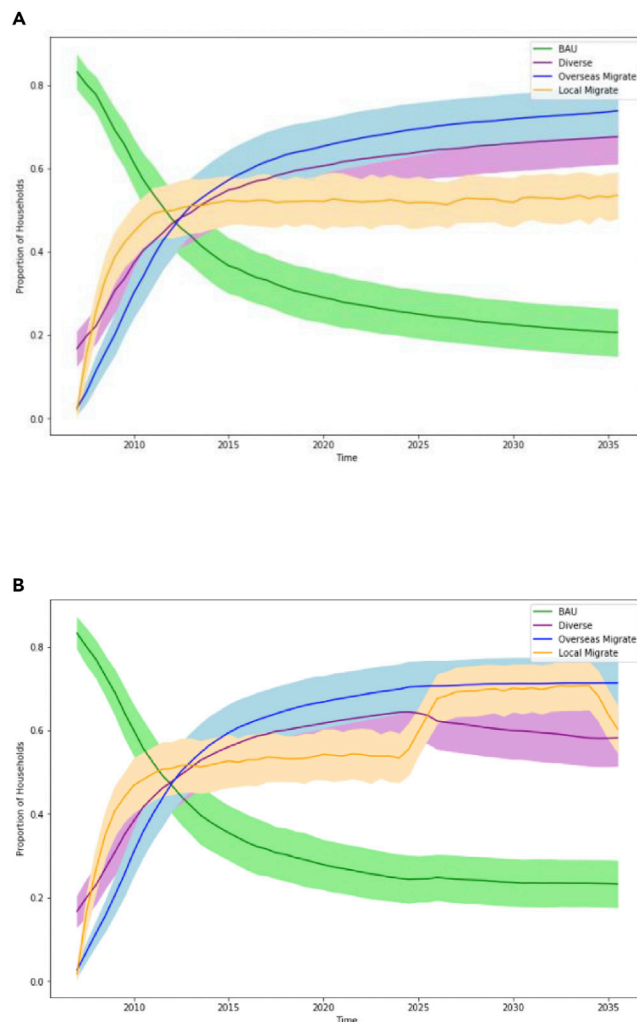 A
BAU
Diverse
Overseas Migrate
Local Migrate
0.8
0.6
0.4
0.2
0.0
Proportion of Households
2010 2015 2020 2025 2030 2035
Time
B
BAU
Diverse
Overseas Migrate
Local Migrate
0.8
0.6
0.4
0.2
0.0
Proportion of Households
2010 2015 2020 2025 2030 2035
Time